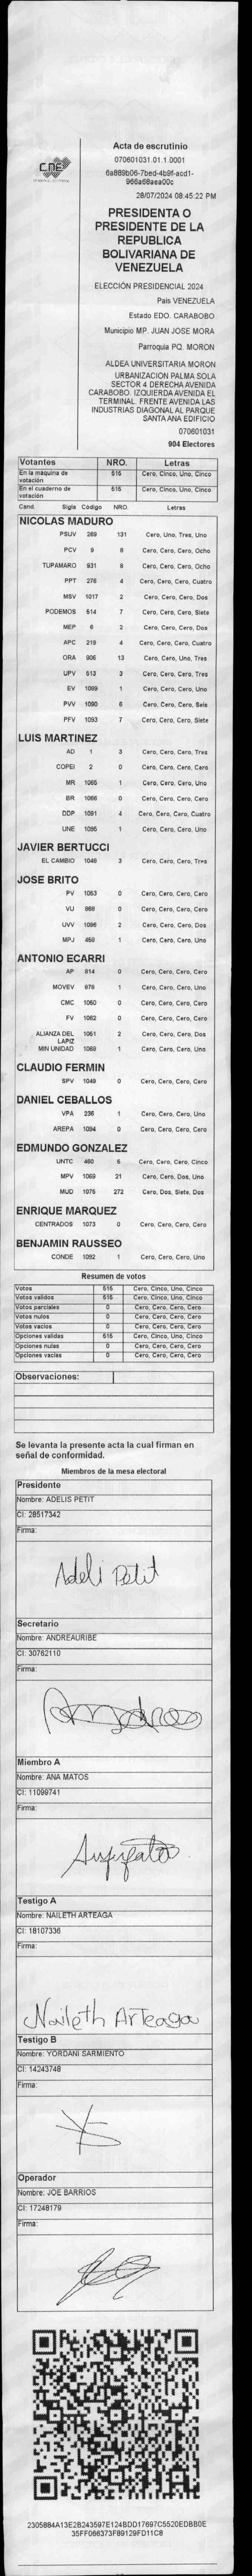 CNE
Acta de escrutinio
070601031.01.1.0001
6a889b06-7bed-4b9f-acd1-
966a68aea00c
28/07/2024 08:45:22 PM
PRESIDENTA O
PRESIDENTE DE LA
REPUBLICA
BOLIVARIANA DE
VENEZUELA
ELECCIÓN PRESIDENCIAL 2024
Pais VENEZUELA
Estado EDO. CARABOBO
Municipio MP. JUAN JOSE MORA
Parroquia PQ. MORON
ALDEA UNIVERSITARIA MORON
URBANIZACION PALMA SOLA
SECTOR 4 DERECHA AVENIDA
CARABOBO. IZQUIERDA AVENIDA EL
TERMINAL. FRENTE AVENIDA LAS
INDUSTRIAS DIAGONAL AL PARQUE
SANTA ANA EDIFICIO
070601031
904 Electores
Votantes NRO. Letras
En la máquina de votación 515 Cero, Cinco, Uno, Cinco
En el cuaderno de votación 515 Cero, Cinco, Uno, Cinco
Cand. Sigla Código NRO. Letras
NICOLAS MADURO
PSUV 269 131 Cero, Uno, Tres, Uno
PCV 9 8 Cero, Cero, Cero, Ocho
TUPAMARO 931 8 Cero, Cero, Cero, Ocho
PPT 276 4 Cero, Cero, Cero, Cuatro
MSV 1017 2 Cero, Cero, Cero, Dos
PODEMOS 514 7 Cero, Cero, Cero, Siete
MEP 6 2 Cero, Cero, Cero, Dos
APC 219 4 Cero, Cero, Cero, Cuatro
ORA 906 13 Cero, Cero, Uno, Tres
UPV 513 3 Cero, Cero, Cero, Tres
EV 1089 1 Cero, Cero, Cero, Uno
PVV 1090 6 Cero, Cero, Cero, Seis
PFV 1093 7 Cero, Cero, Cero, Siete
LUIS MARTINEZ
AD 1 3 Cero, Cero, Cero, Tres
COPEI 2 0 Cero, Cero, Cero, Cero
MR 1065 1 Cero, Cero, Cero, Uno
BR 1066 0 Cero, Cero, Cero, Cero
DDP 1091 4 Cero, Cero, Cero, Cuatro
UNE 1095 1 Cero, Cero, Cero, Uno
JAVIER BERTUCCI
EL CAMBIO 1048 3 Cero, Cero, Cero, Tres
JOSE BRITO
PV 1053 0 Cero, Cero, Cero, Cero
VU 868 0 Cero, Cero, Cero, Cero
UVV 1086 2 Cero, Cero, Cero, Dos
MPJ 459 1 Cero, Cero, Cero, Uno
ANTONIO ECARRI
AP 814 0 Cero, Cero, Cero, Cero
MOVEV 878 1 Cero, Cero, Cero, Uno
CMC 1050 0 Cero, Cero, Cero, Cero
FV 1062 0 Cero, Cero, Cero, Cero
ALIANZA DEL LAPIZ 1051 2 Cero, Cero, Cero, Dos
MIN UNIDAD 1068 1 Cero, Cero, Cero, Uno
CLAUDIO FERMIN
SPV 1049 0 Cero, Cero, Cero, Cero
DANIEL CEBALLOS
VPA 236 1 Cero, Cero, Cero, Uno
AREPA 1094 0 Cero, Cero, Cero, Cero
EDMUNDO GONZALEZ
UNTC 460 5 Cero, Cero, Cero, Cinco
MPV 1069 21 Cero, Cero, Dos, Uno
MUD 1075 272 Cero, Dos, Siete, Dos
ENRIQUE MARQUEZ
CENTRADOS 1073 0 Cero, Cero, Cero, Cero
BENJAMIN RAUSSEO
CONDE 1092 1 Cero, Cero, Cero, Uno
Resumen de votos
Votos 515 Cero, Cinco, Uno, Cinco
Votos validos 515 Cero, Cinco, Uno, Cinco
Votos parciales 0 Cero, Cero, Cero, Cero
Votos nulos 0 Cero, Cero, Cero, Cero
Votos vacios 0 Cero, Cero, Cero, Cero
Opciones validas 515 Cero, Cinco, Uno, Cinco
Opciones nulas 0 Cero, Cero, Cero, Cero
Opciones vacias 0 Cero, Cero, Cero, Cero
Observaciones:
Se levanta la presente acta la cual firman en
señal de conformidad.
Miembros de la mesa electoral
Presidente
Nombre: ADELIS PETIT
CI: 28517342
Firma:
Adeli Petit
Secretario
Nombre: ANDREAURIBE
CI: 30762110
Firma:
Miembro A
Nombre: ANA MATOS
CI: 11099741
Firma:
Testigo A
Nombre: NAILETH ARTEAGA
CI: 18107336
Firma:
Naileth Arteaga
Testigo B
Nombre: YORDANI SARMIENTO
CI: 14243748
Firma:
Operador
Nombre: JOE BARRIOS
CI: 17248179
Firma:
2305884A13E2B243597E124BDD17697C5520EDBB0E
35FF066373F89129FD11C8